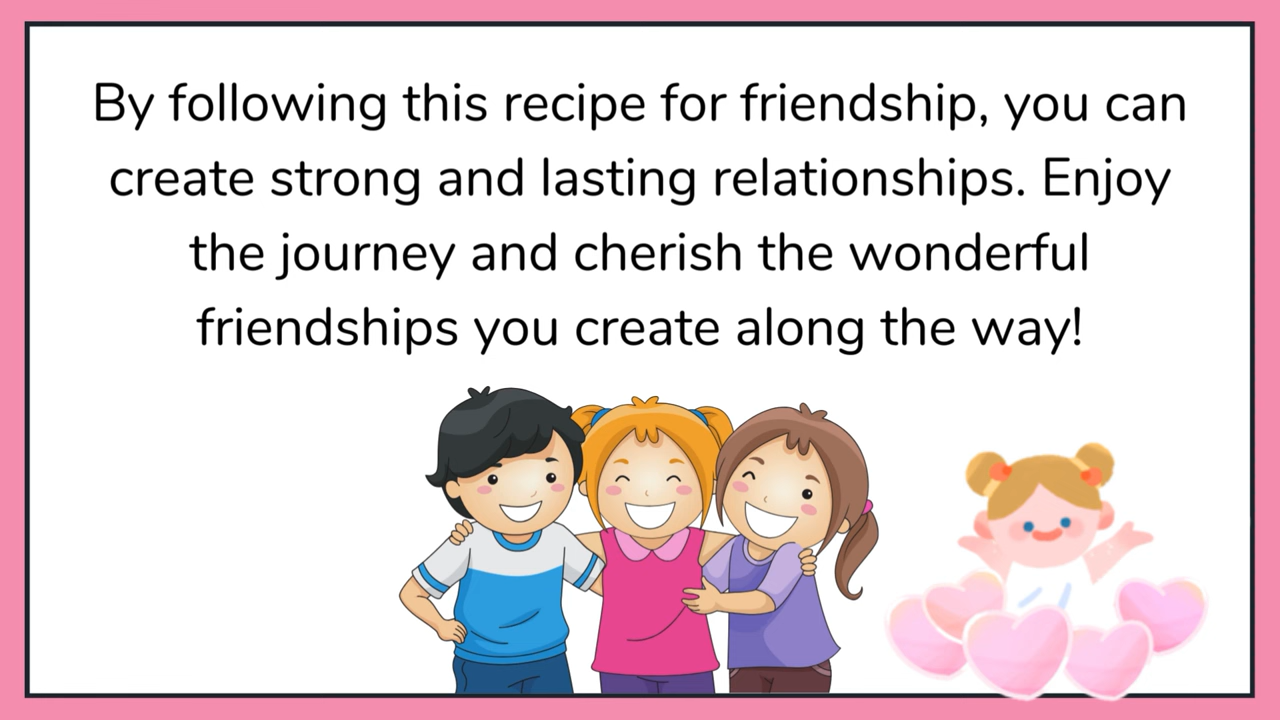 By following this recipe for friendship, you can
create strong and lasting relationships. Enjoy
the journey and cherish the wonderful
friendships you create along the way!